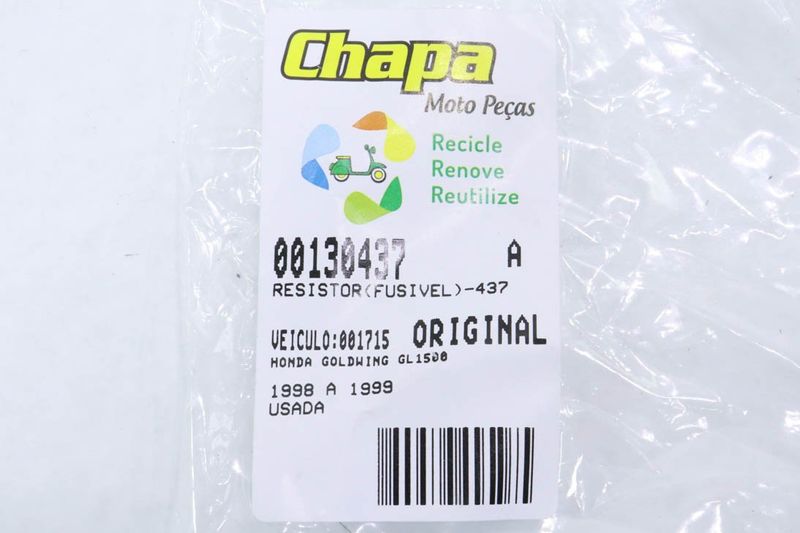 Chapa
Moto Peças
Recicle
Renove
Reutilize
00130437 A
RESISTOR(FUSIVEL)-437
VEICULO:001715 ORIGINAL
HONDA GOLDWING GL1500
1998 A 1999
USADA